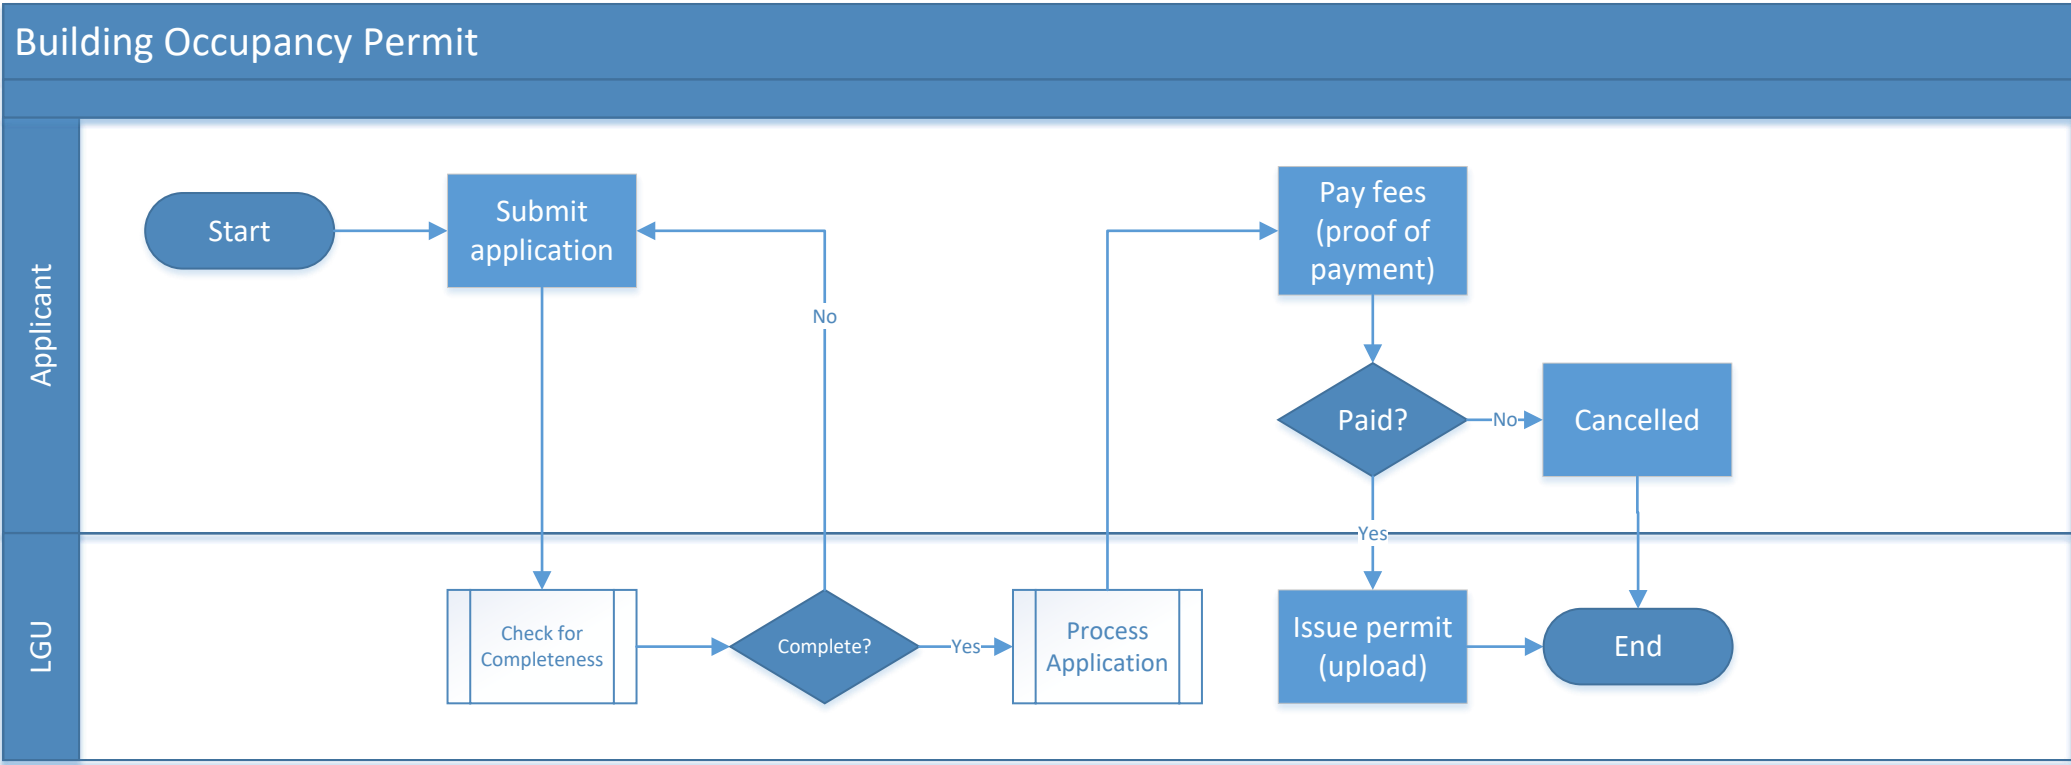 Building Occupancy Permit
Applicant
Start
Submit
application
No
Pay fees
(proof of
payment)
Paid?
No
Cancelled
Yes
LGU
Check for
Completeness
Complete?
Yes
Process
Application
Issue permit
(upload)
End